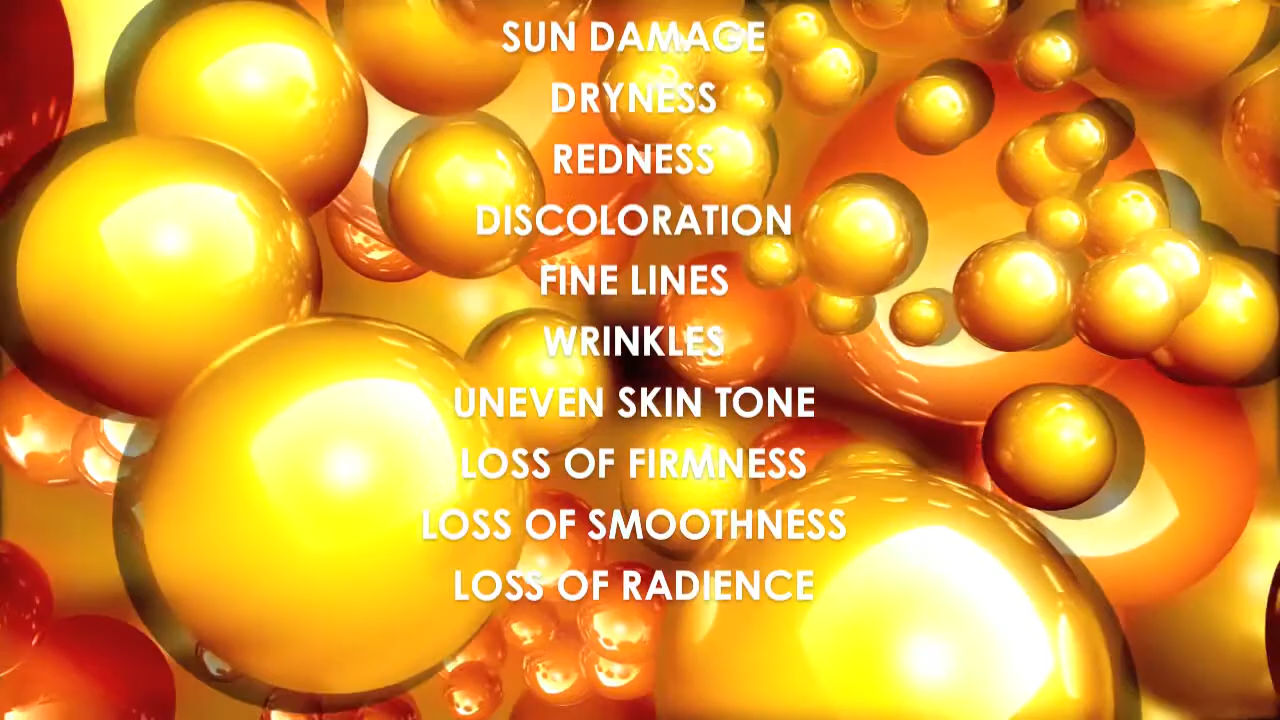 SUN DAMAGE
DRYNESS
REDNESS
DISCOLORATION
FINE LINES
WRINKLES
UNEVEN SKIN TONE
LOSS OF FIRMNESS
LOSS OF SMOOTHNESS
LOSS OF RADIENCE